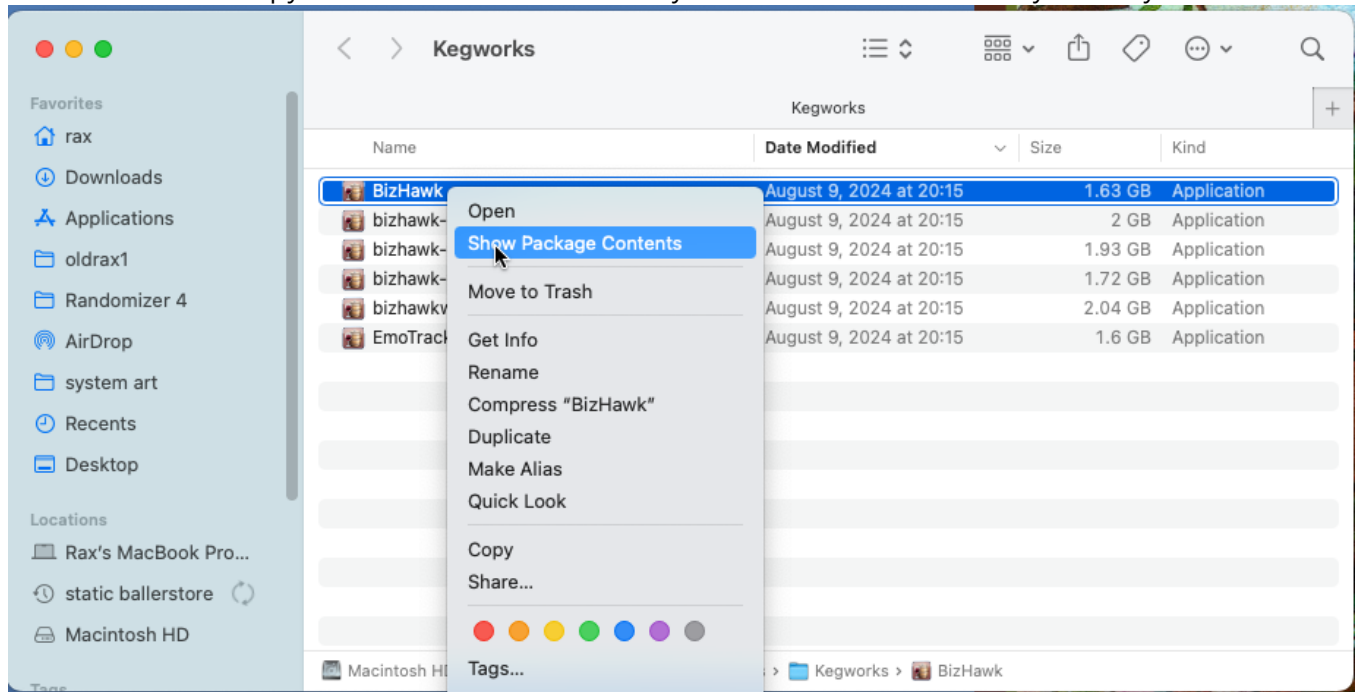 Kegworks
Kegworks
+
Favorites
rax
Downloads
Applications
oldrax1
Randomizer 4
AirDrop
system art
Recents
Desktop
Locations
Rax's MacBook Pro...
static ballerstore
Macintosh HD
Name Date Modified Size Kind
BizHawk August 9, 2024 at 20:15 1.63 GB Application
bizhawk- August 9, 2024 at 20:15 2 GB Application
bizhawk- August 9, 2024 at 20:15 1.93 GB Application
bizhawk- August 9, 2024 at 20:15 1.72 GB Application
August 9, 2024 at 20:15 2.04 GB Application
EmoTrack August 9, 2024 at 20:15 1.6 GB Application
Open
Show Package Contents
Move to Trash
Get Info
Rename
Compress “BizHawk”
Duplicate
Make Alias
Quick Look
Copy
Share...
Tags...
Macintosh › Kegworks › BizHawk